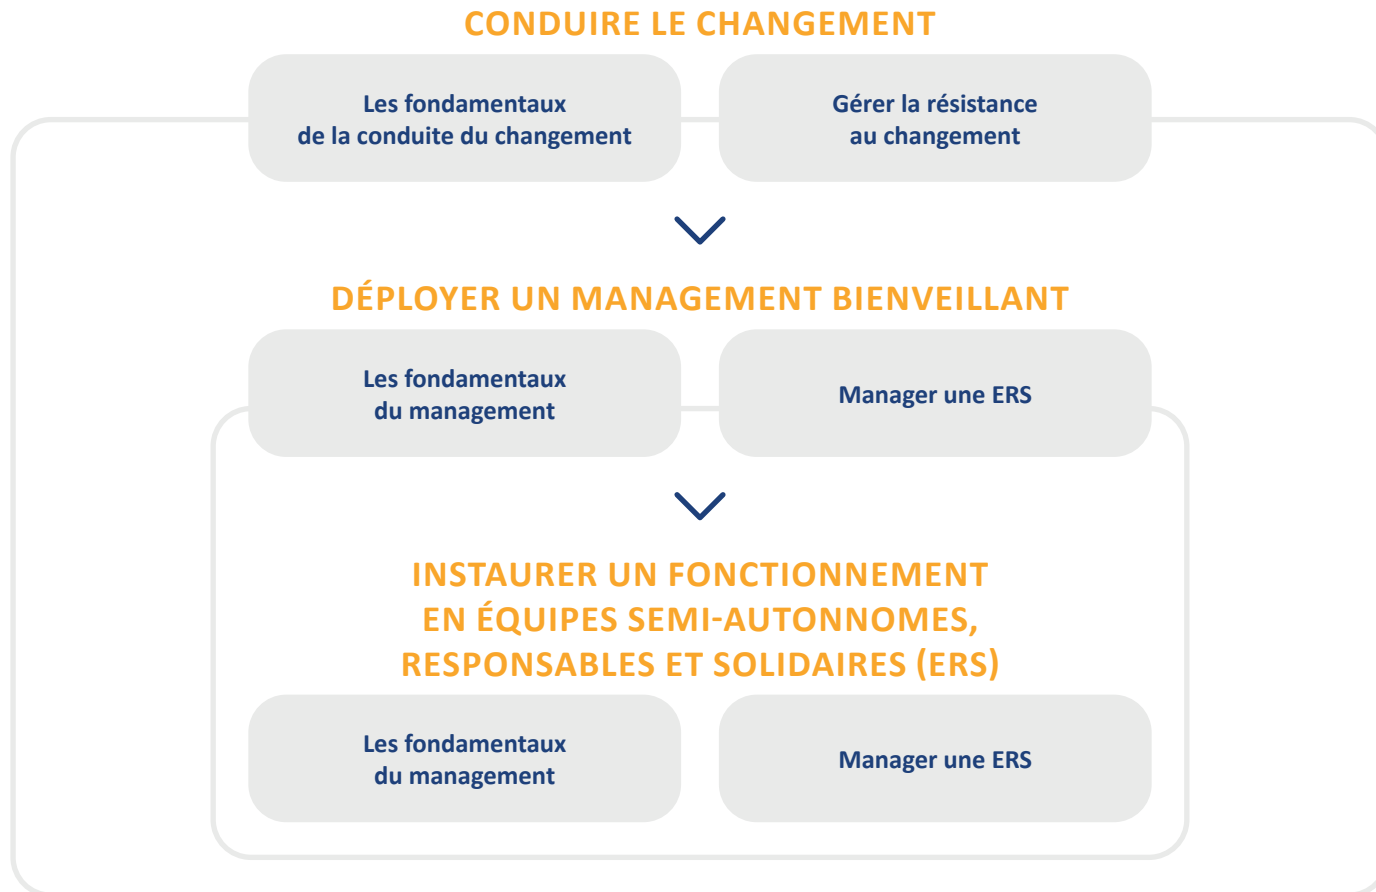 CONDUIRE LE CHANGEMENT
Les fondamentaux
de la conduite du changement
Gérer la résistance
au changement
DÉPLOYER UN MANAGEMENT BIENVEILLANT
Les fondamentaux
du management
Manager une ERS
INSTAURER UN FONCTIONNEMENT
EN ÉQUIPES SEMI-AUTONNOMES,
RESPONSABLES ET SOLIDAIRES (ERS)
Les fondamentaux
du management
Manager une ERS